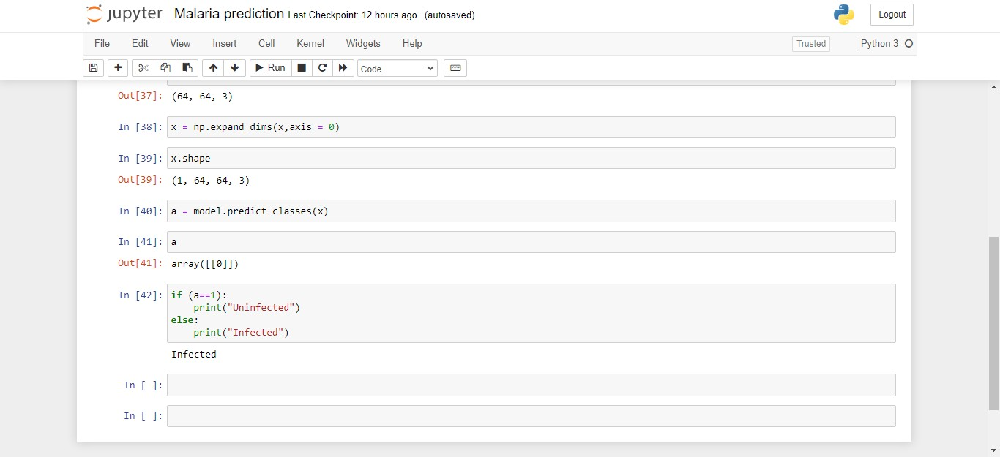 jupyter Malaria prediction Last Checkpoint: 12 hours ago (autosaved) Logout
File Edit View Insert Cell Kernel Widgets Help Trusted Python 3
Run Code
Out[37]: (64, 64, 3)
In [38]: x = np.expand_dims(x,axis = 0)
In [39]: x.shape
Out[39]: (1, 64, 64, 3)
In [40]: a = model.predict_classes(x)
In [41]: a
Out[41]: array([[0]])
In [42]: if (a==1):
    print("Uninfected")
else:
    print("Infected")
Infected
In [ ]:
In [ ]: